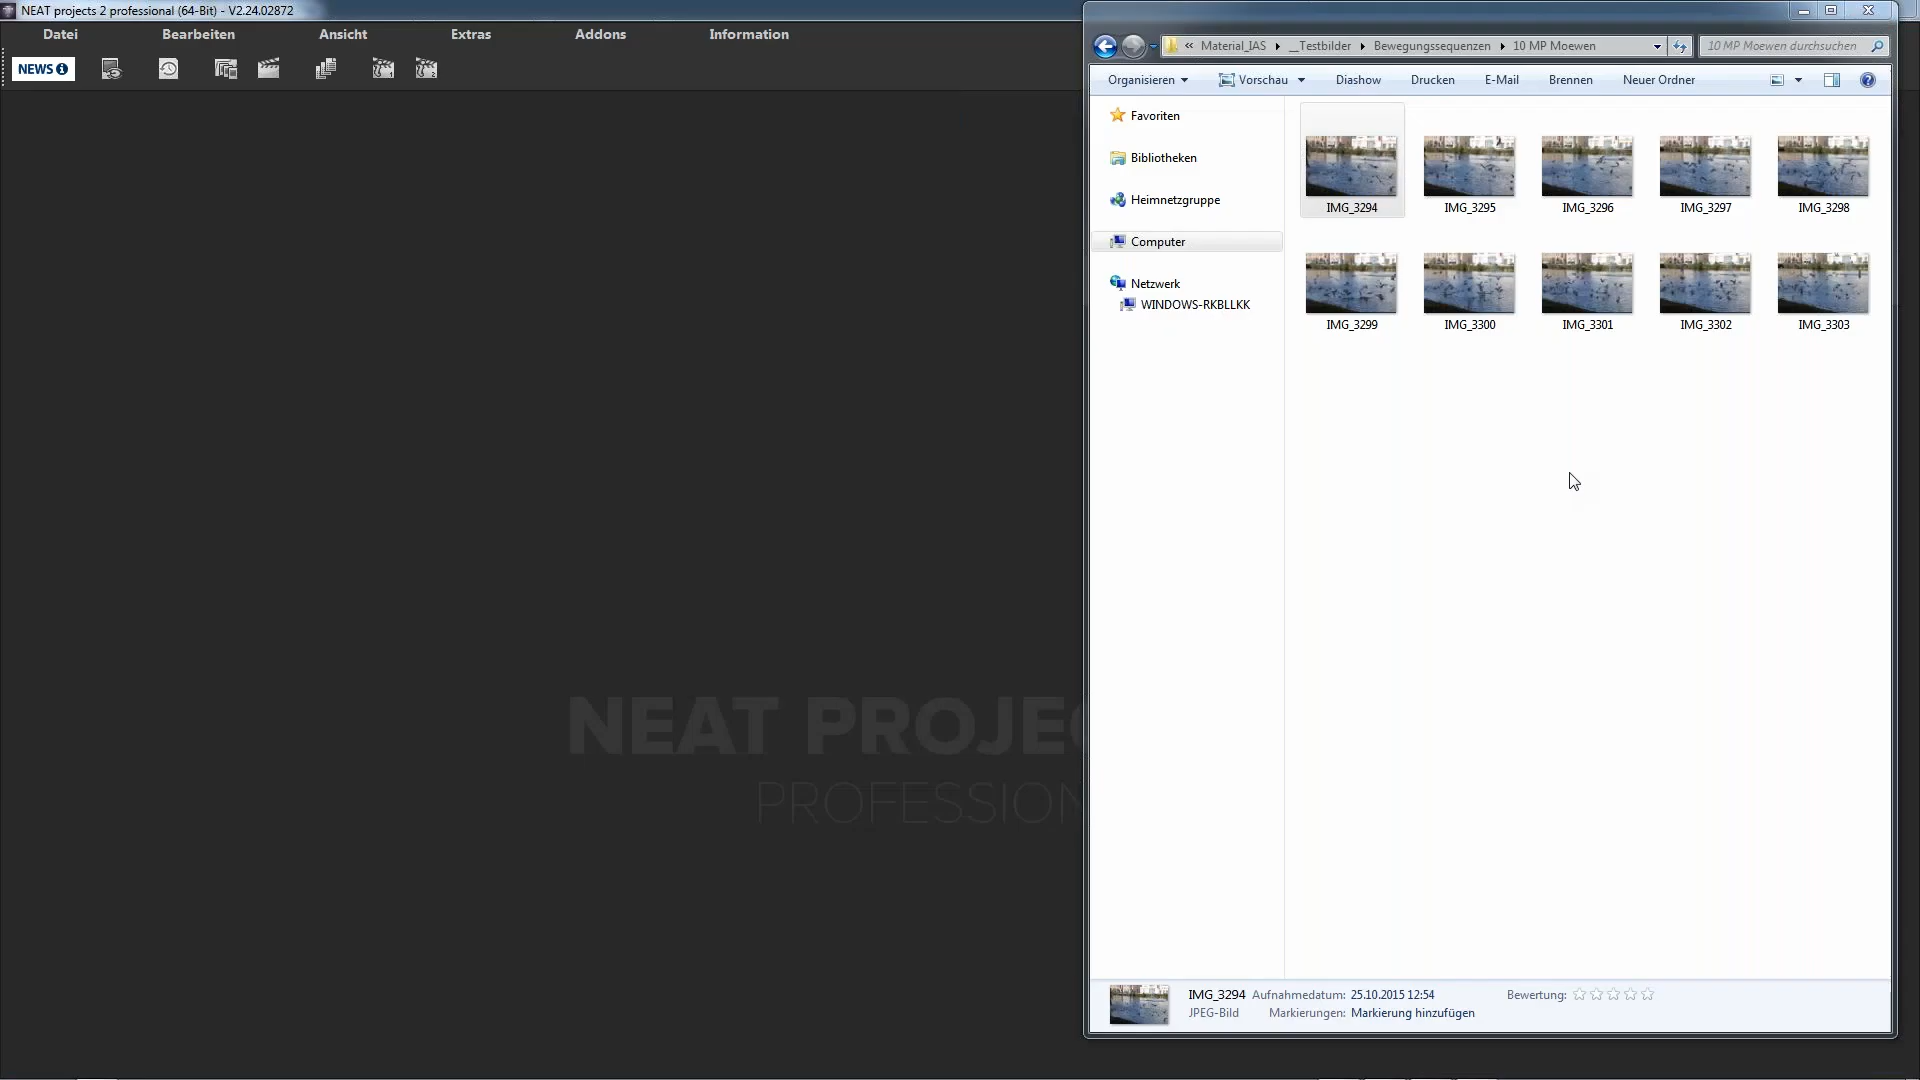 NEAT projects 2 professional (64-Bit) - V2.24.02872
Datei Bearbeiten Ansicht Extras Addons Information
NEWS
NEAT PROJEC
PROFESSION
Material_IAS __Testbilder Bewegungssequenzen 10 MP Moewen
10 MP Moewen durchsuchen
Organisieren Vorschau Diashow Drucken E-Mail Brennen Neuer Ordner
Favoriten
Bibliotheken
Heimnetzgruppe
Computer
Netzwerk
WINDOWS-RKBLLKK
IMG_3294 IMG_3295 IMG_3296 IMG_3297 IMG_3298
IMG_3299 IMG_3300 IMG_3301 IMG_3302 IMG_3303
IMG_3294 Aufnahmedatum: 25.10.2015 12:54 Bewertung:
JPEG-Bild Markierungen: Markierung hinzufügen